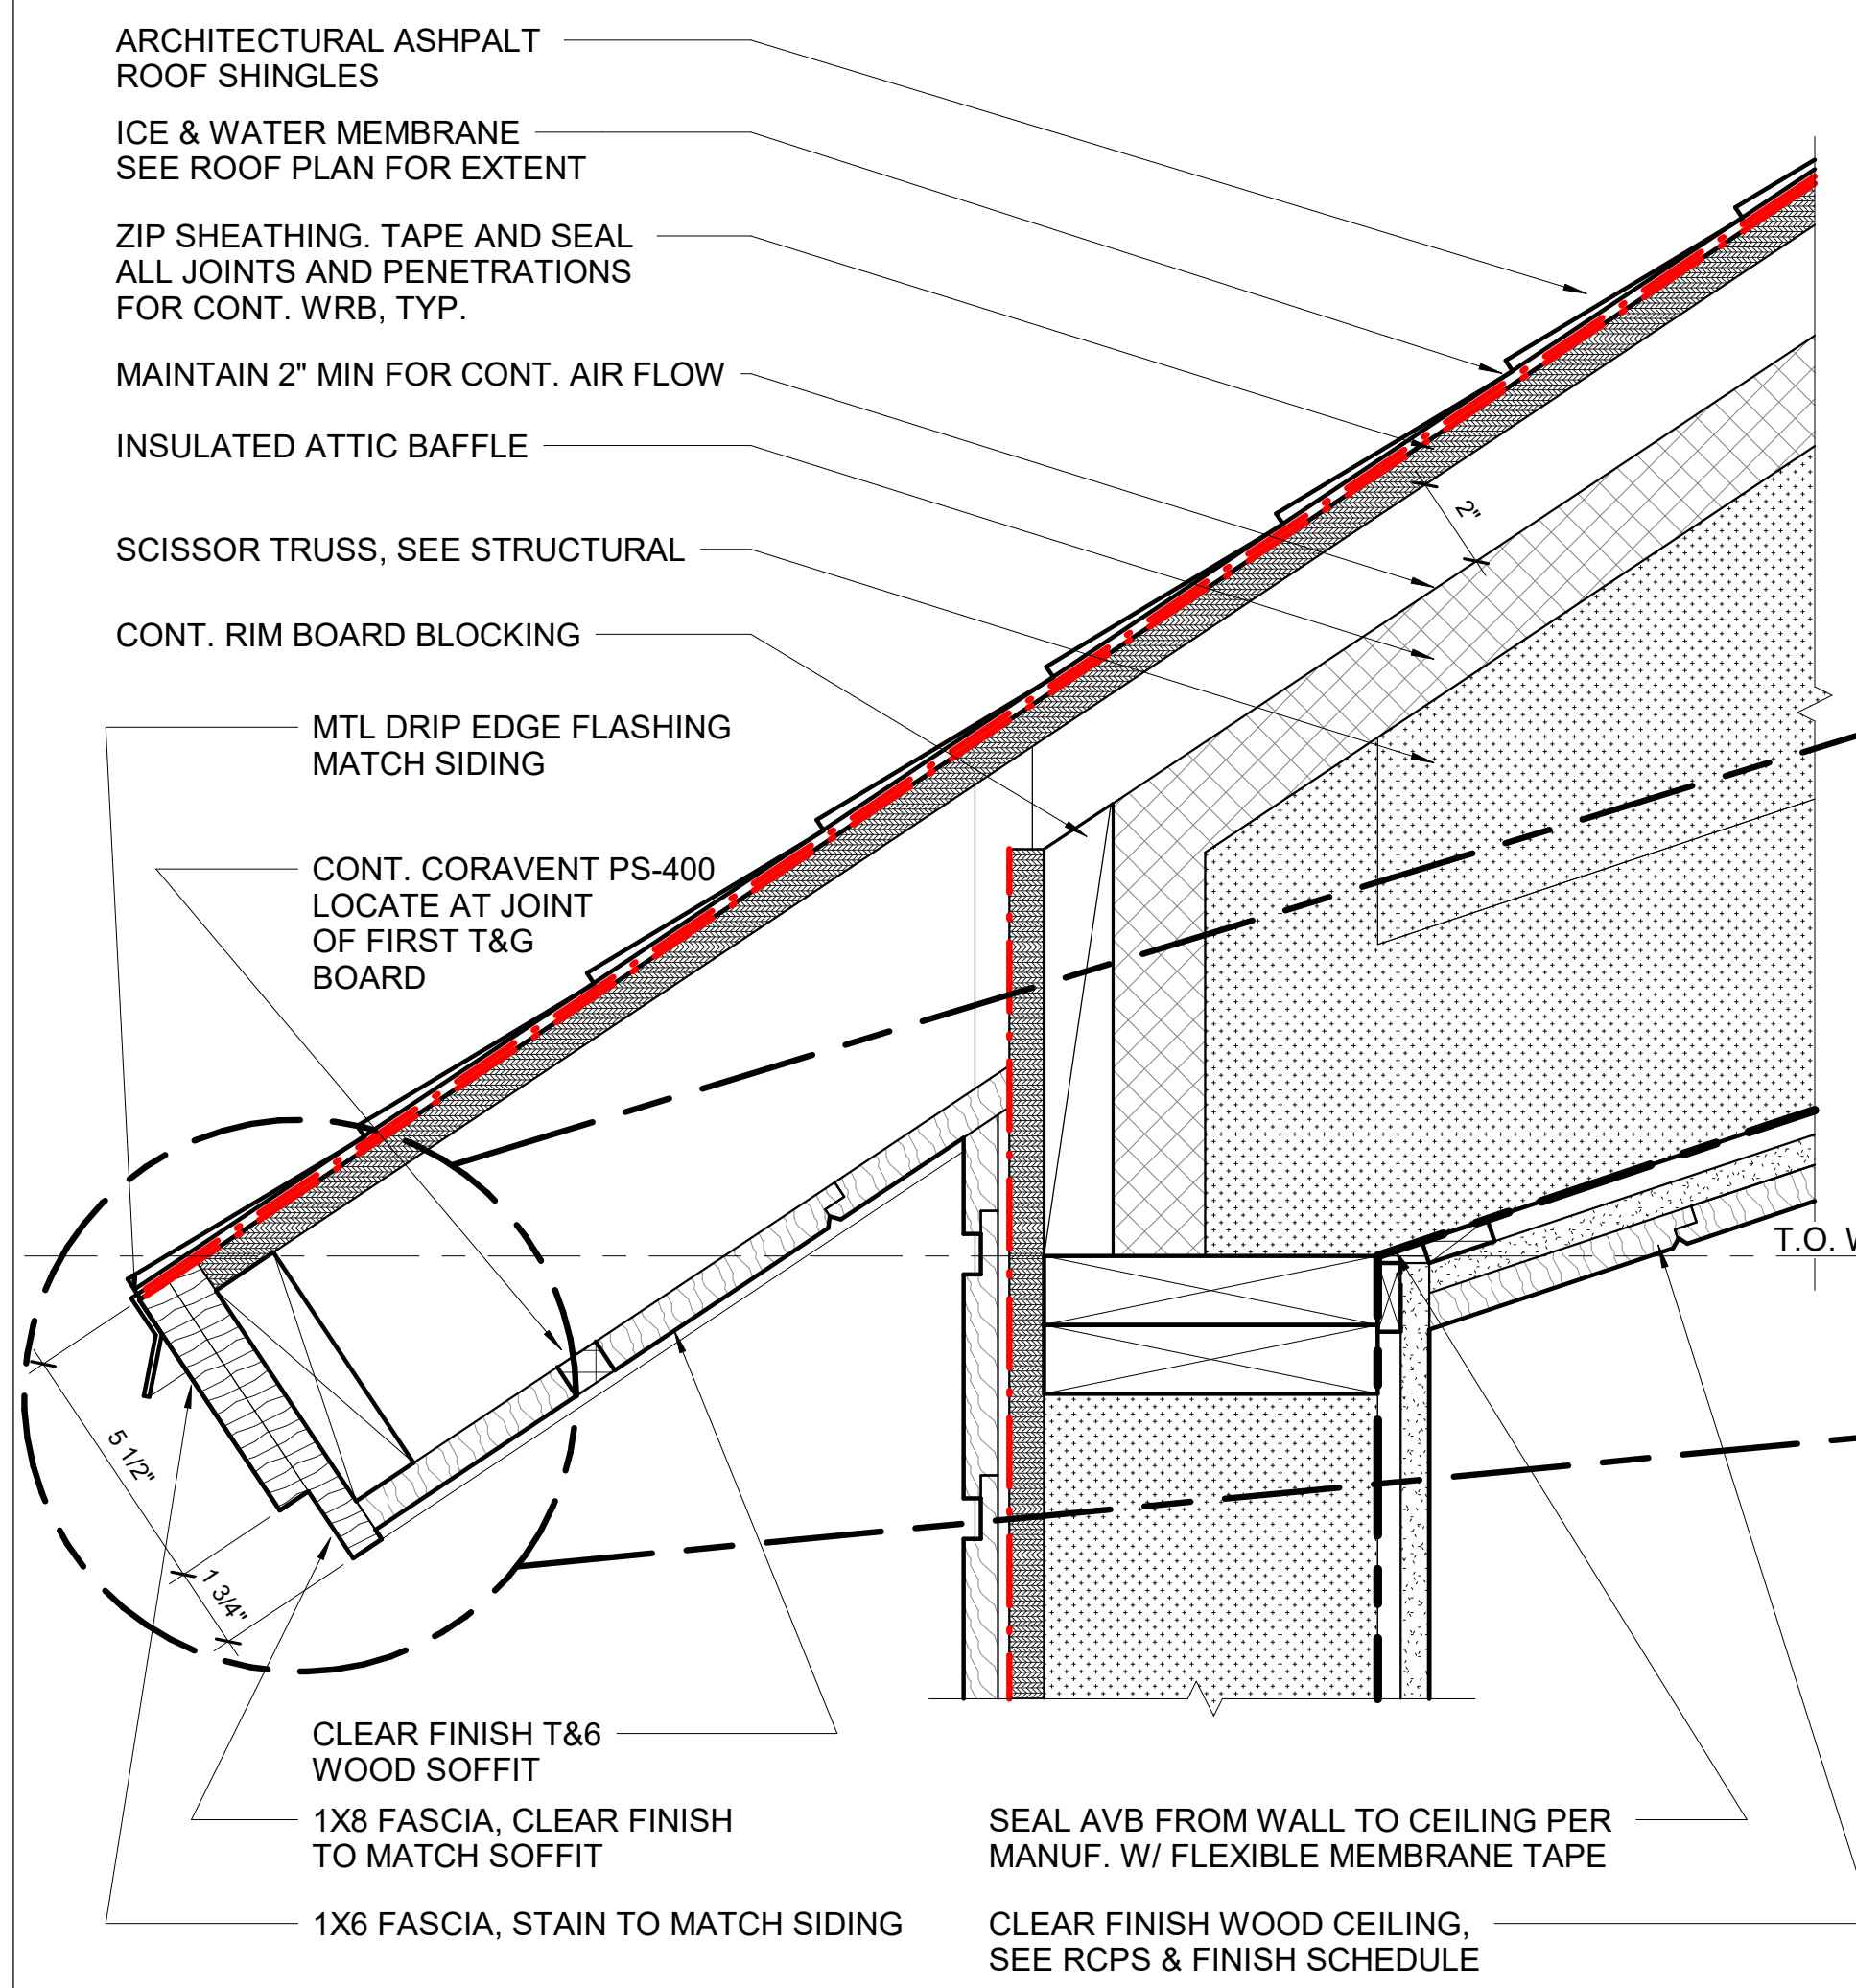 ARCHITECTURAL ASHPALT
ROOF SHINGLES
ICE & WATER MEMBRANE
SEE ROOF PLAN FOR EXTENT
ZIP SHEATHING. TAPE AND SEAL
ALL JOINTS AND PENETRATIONS
FOR CONT. WRB, TYP.
MAINTAIN 2" MIN FOR CONT. AIR FLOW
INSULATED ATTIC BAFFLE
2"
SCISSOR TRUSS, SEE STRUCTURAL
CONT. RIM BOARD BLOCKING
MTL DRIP EDGE FLASHING
MATCH SIDING
CONT. CORAVENT PS-400
LOCATE AT JOINT
OF FIRST T&G
BOARD
T.O. W
5 1/2"
1 3/4"
CLEAR FINISH T&6
WOOD SOFFIT
1X8 FASCIA, CLEAR FINISH
TO MATCH SOFFIT
1X6 FASCIA, STAIN TO MATCH SIDING
SEAL AVB FROM WALL TO CEILING PER
MANUF. W/ FLEXIBLE MEMBRANE TAPE
CLEAR FINISH WOOD CEILING,
SEE RCPS & FINISH SCHEDULE